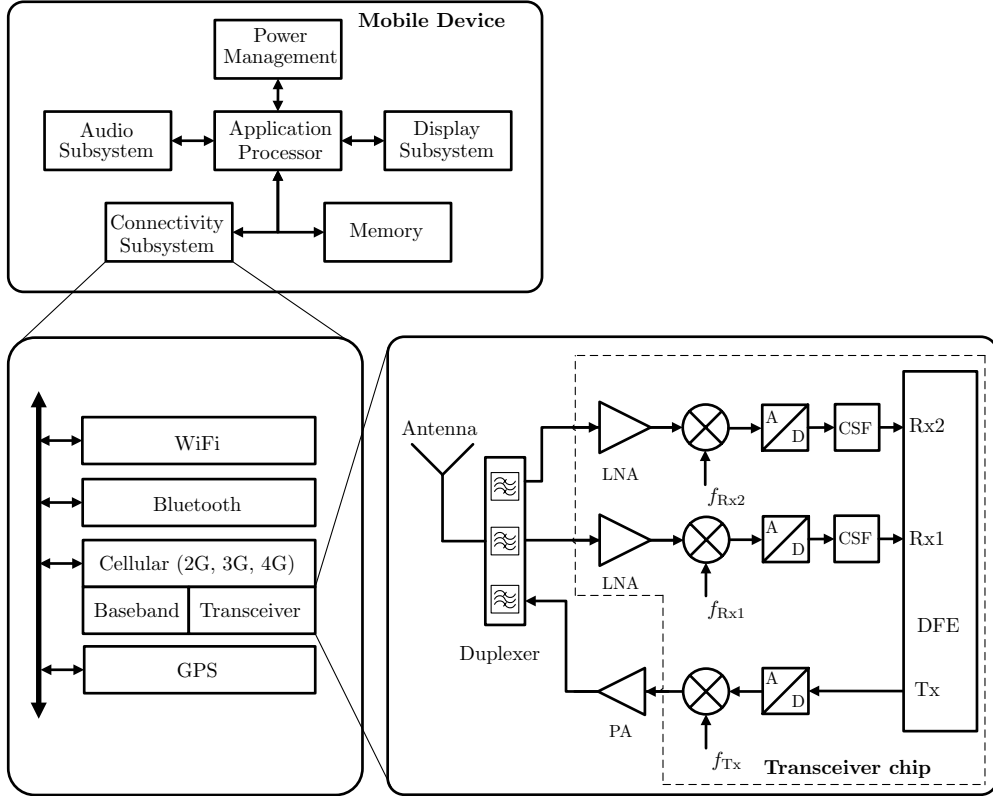 Mobile Device
Power
Management
Audio
Subsystem
Application
Processor
Display
Subsystem
Connectivity
Subsystem
Memory
WiFi
Bluetooth
Cellular (2G, 3G, 4G)
Baseband
Transceiver
GPS
Antenna
Duplexer
LNA
f_Rx2
A
D
CSF
Rx2
LNA
f_Rx1
A
D
CSF
Rx1
DFE
PA
f_Tx
A
D
Tx
Transceiver chip